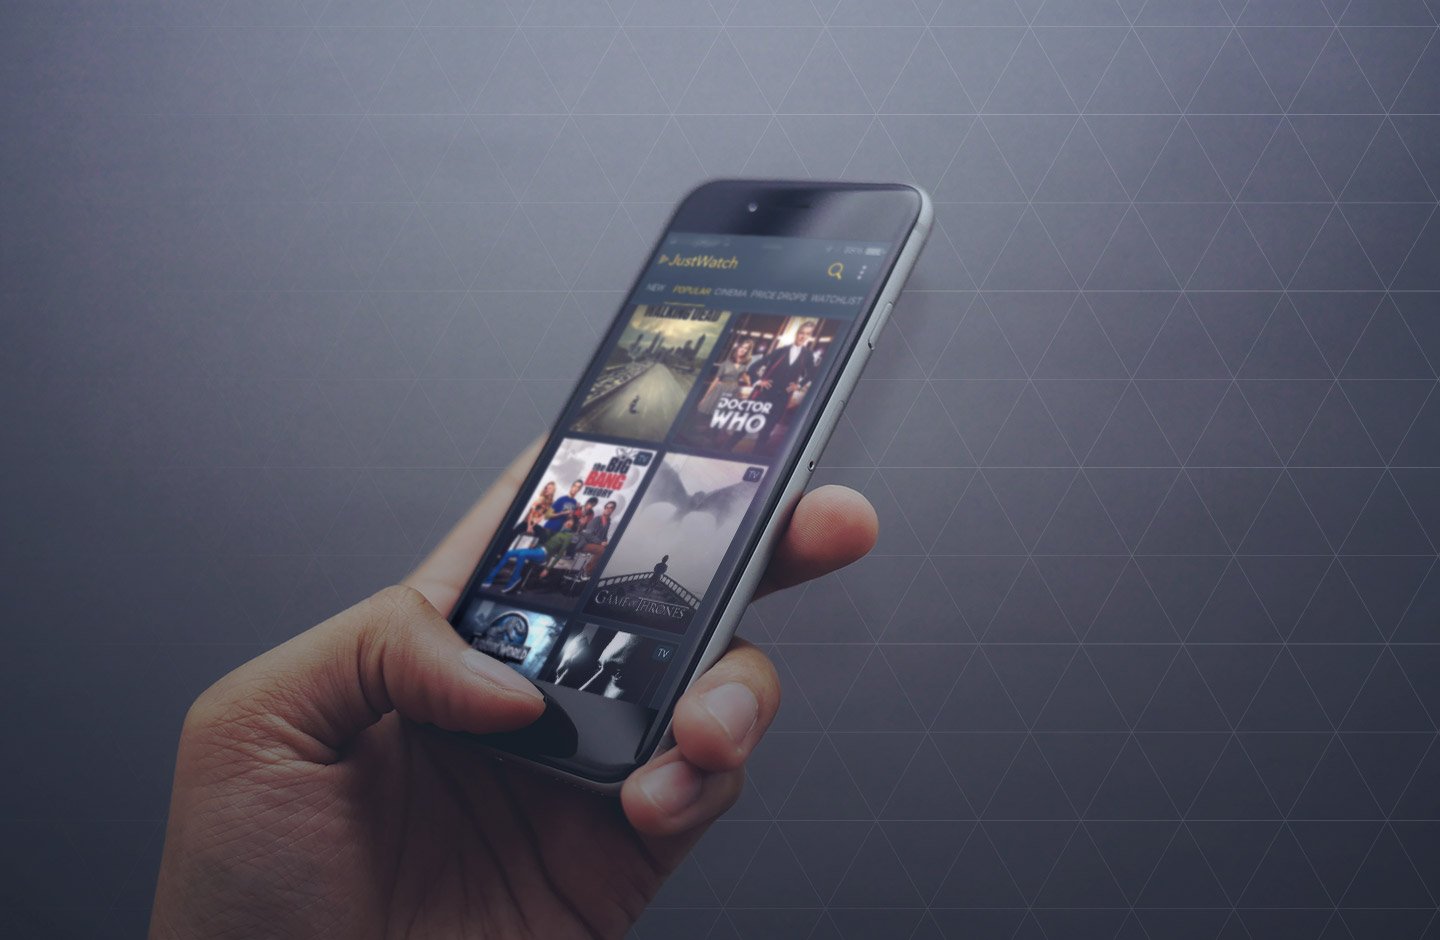 JustWatch
NEW POPULAR CINEMA PRICE DROPS WATCHLIST
WALKING DEAD
DOCTOR
WHO
the BIG
BANG
THEORY
TV
GAME OF THRONES
WORLD
TV